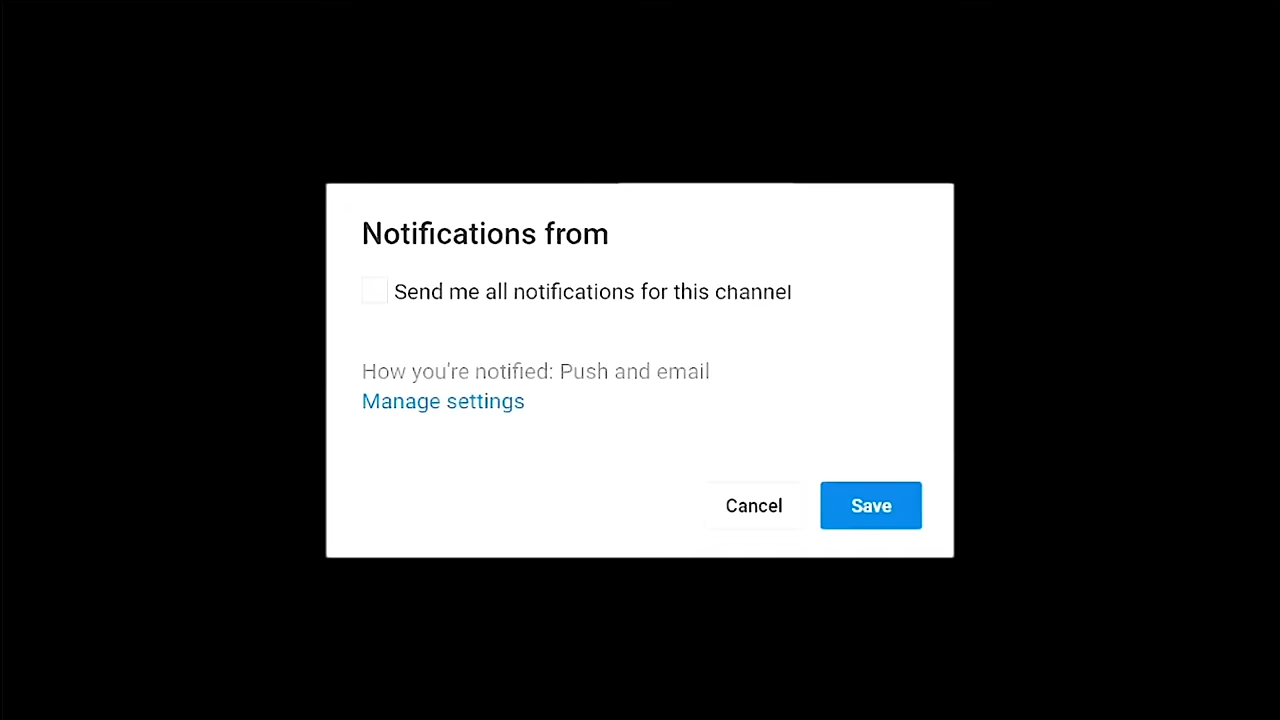 Notifications from
Send me all notifications for this channel
How you're notified: Push and email
Manage settings
Cancel
Save